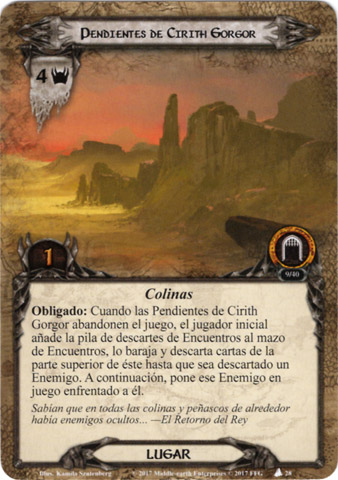 Pendientes de Cirith Gorgor
4
1
9/40
Colinas
Obligado: Cuando las Pendientes de Cirith
Gorgor abandonen el juego, el jugador inicial
añade la pila de descartes de Encuentros al mazo
de Encuentros, lo baraja y descarta cartas de la
parte superior de éste hasta que sea descartado un
Enemigo. A continuación, pone ese Enemigo en
juego enfrentado a él.
Sabían que en todas las colinas y peñascos de alrededor
había enemigos ocultos... —El Retorno del Rey
LUGAR
©2017 Middle-earth Enterprises © 2017 FFG 28